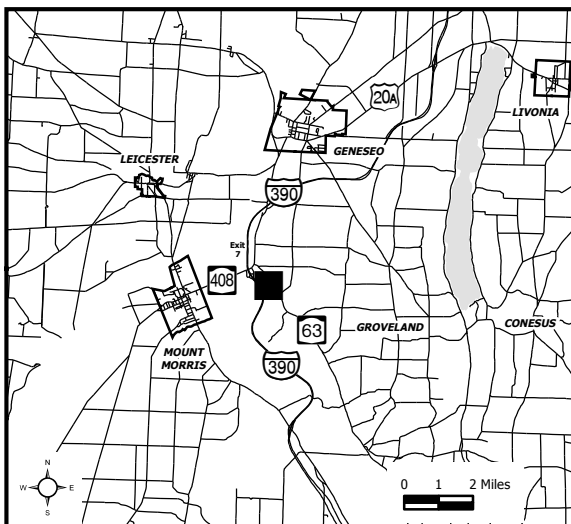 20A
LIVONIA
GENESEO
LEICESTER
390
Exit
7
408
63
GROVELAND
CONESUS
MOUNT
MORRIS
390
N
W
E
S
0 1 2 Miles